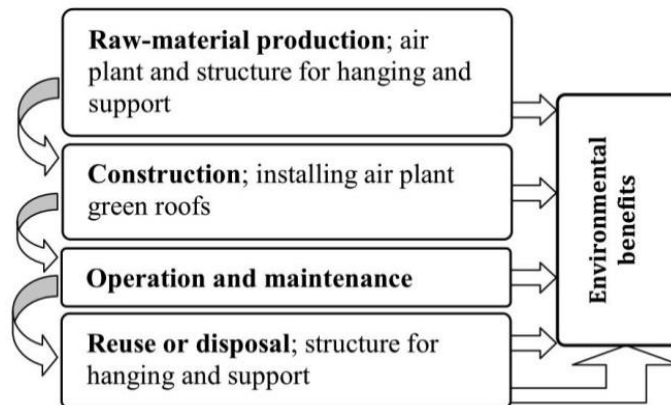 Raw-material production; air
plant and structure for hanging and
support
Construction; installing air plant
green roofs
Operation and maintenance
Reuse or disposal; structure for
hanging and support
Environmental
benefits